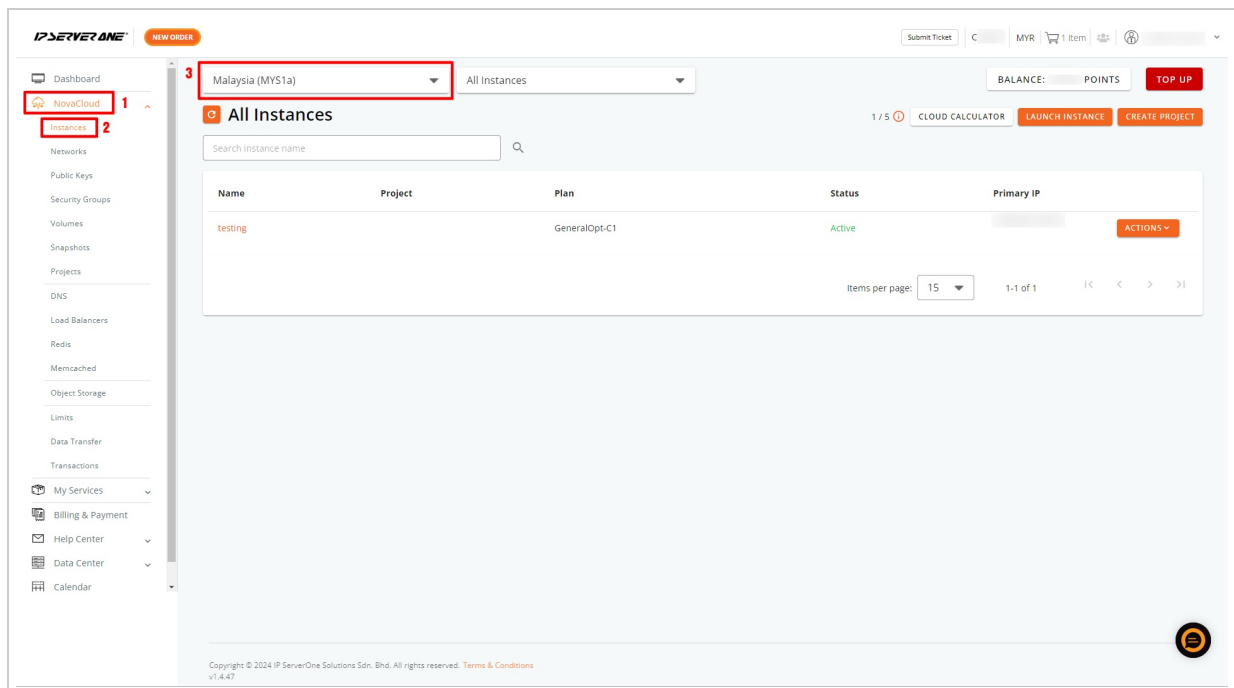 IP SERVER ONE NEW ORDER
Submit Ticket C MYR 1 Item
Dashboard
NovaCloud 1
Instances 2
Networks
Public Keys
Security Groups
Volumes
Snapshots
Projects
DNS
Load Balancers
Redis
Memcached
Object Storage
Limits
Data Transfer
Transactions
My Services
Billing & Payment
Help Center
Data Center
Calendar
3 Malaysia (MYS1a) All Instances BALANCE: POINTS TOP UP
All Instances 1 / 5 CLOUD CALCULATOR LAUNCH INSTANCE CREATE PROJECT
Search instance name
Name Project Plan Status Primary IP
testing GeneralOpt-C1 Active ACTIONS
Items per page: 15 1-1 of 1
Copyright © 2024 IP ServerOne Solutions Sdn. Bhd. All rights reserved. Terms & Conditions
v1.4.47